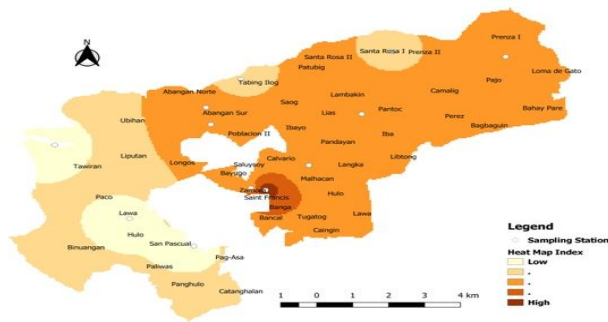 N
Prenza I
Santa Rosa I
Prenza II
Santa Rosa II
Patubig
Loma de Gato
Tabing Ilog
Pajo
Abangan Norte
Lambakin
Camalig
Saog
Bahay Pare
Abangan Sur
Lias
Pantoc
Perez
Ubihan
Bagbaguin
Poblacion II
Ibayo
Iba
Pandayan
Liputan
Calvario
Libtong
Longos
Saluysoy
Langka
Tawiran
Bayugo
Malhacan
Zamora
Hulo
Paco
Saint Francis
Banga
Lawa
Lawa
Bancal
Tugatog
Hulo
Caingin
Binuangan
San Pascual
Pag-Asa
Paliwas
Panghulo
Catanghalan
Legend
Sampling Station
Heat Map Index
Low
.
.
.
High
1 0 1 2 3 4 km